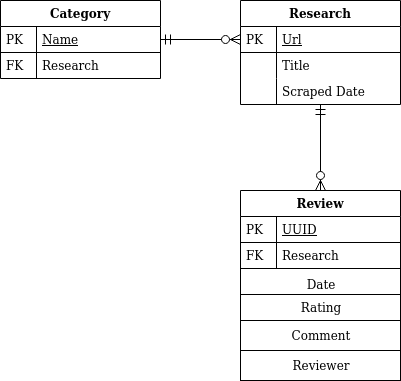 Category
PK Name
FK Research
Research
PK Url
Title
Scraped Date
Review
PK UUID
FK Research
Date
Rating
Comment
Reviewer